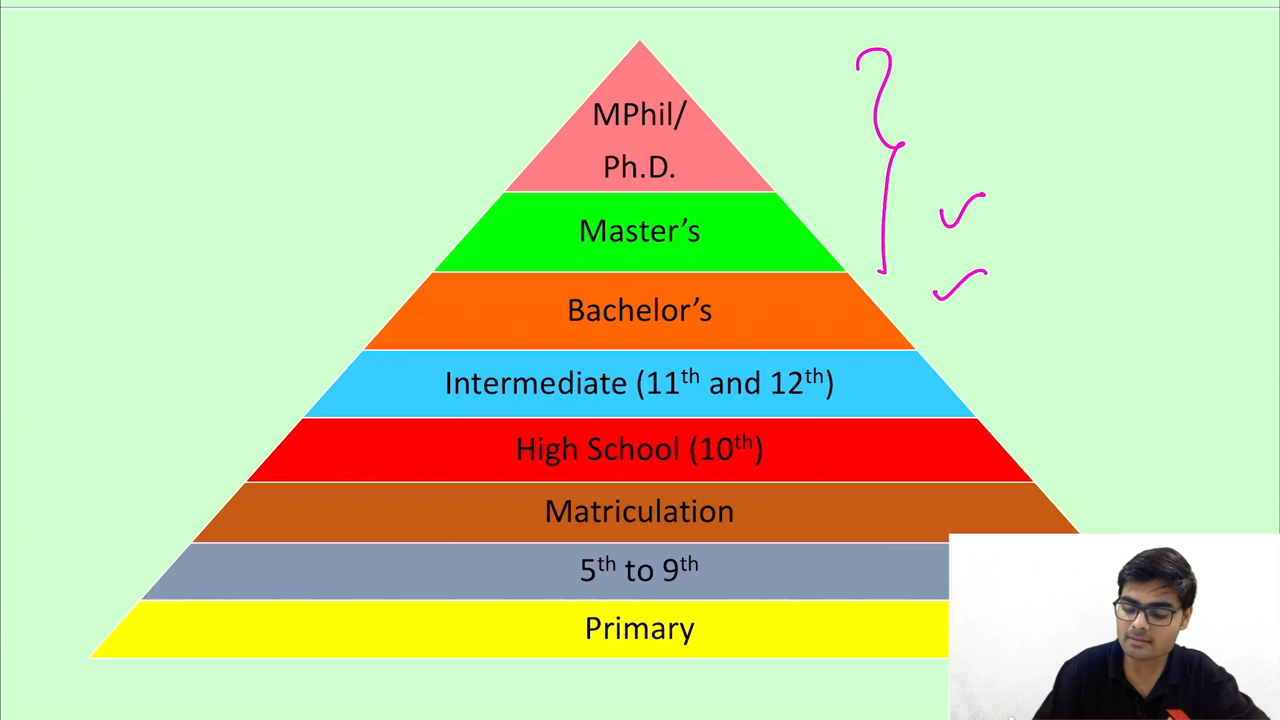 MPhil/
Ph.D.
Master’s
Bachelor’s
Intermediate (11th and 12th)
High School (10th)
Matriculation
5th to 9th
Primary